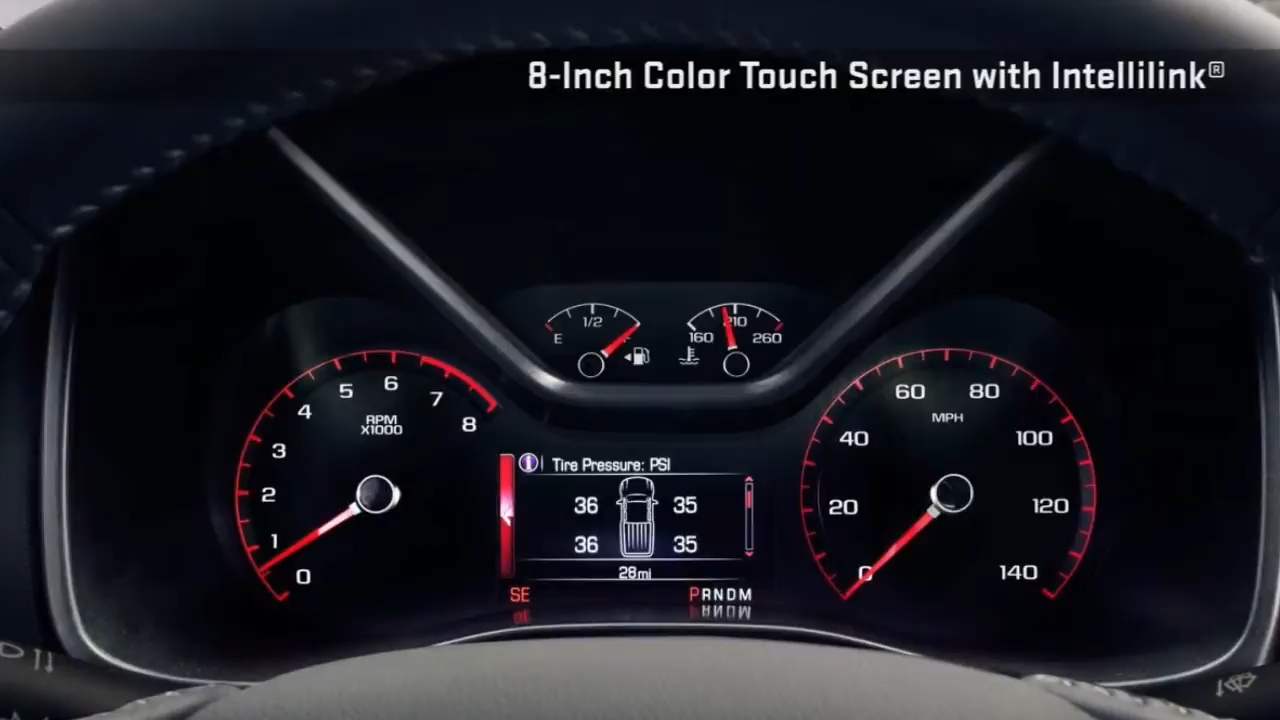 8-Inch Color Touch Screen with Intellilink®
1/2
E
160
210
260
0
1
2
3
4
5
6
7
8
RPM
X1000
Tire Pressure: PSI
36 35
36 35
28mi
SE
PRNDM
0
20
40
60
80
100
120
140
MPH